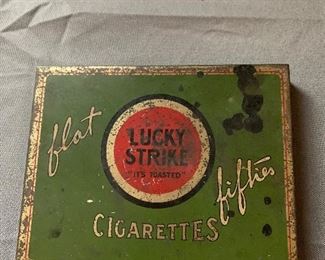 flat
LUCKY
STRIKE
"IT'S TOASTED"
fifties
CIGARETTES